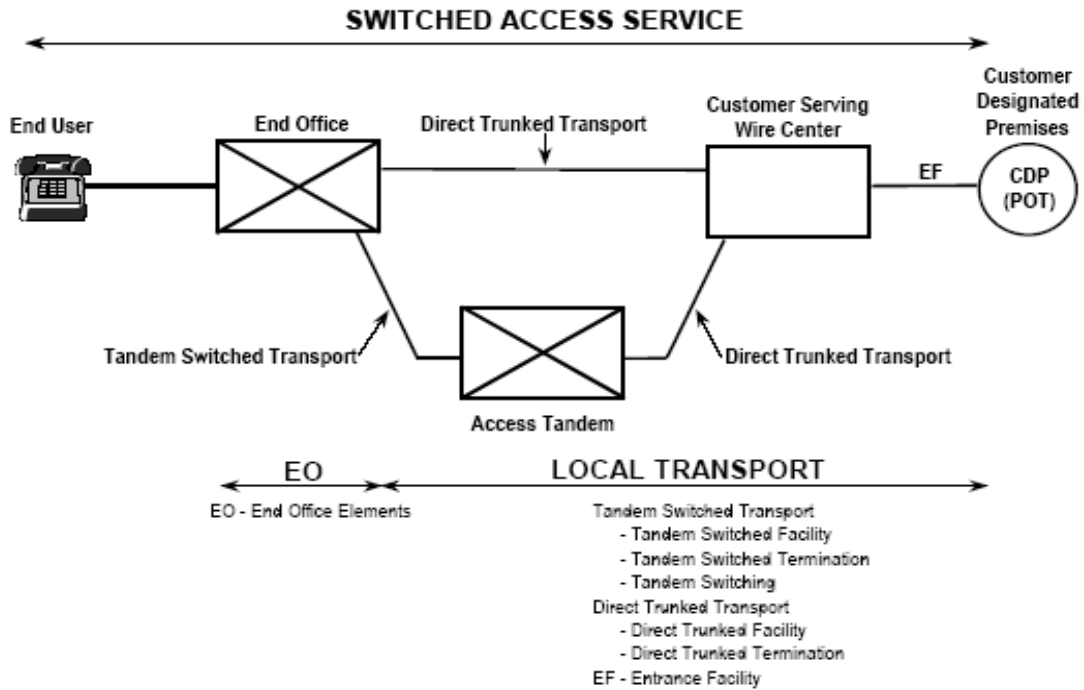 SWITCHED ACCESS SERVICE
Customer
Designated
Premises
Customer Serving
Wire Center
End User
End Office
Direct Trunked Transport
EF
CDP
(POT)
Tandem Switched Transport
Direct Trunked Transport
Access Tandem
EO
LOCAL TRANSPORT
EO - End Office Elements
Tandem Switched Transport
- Tandem Switched Facility
- Tandem Switched Termination
- Tandem Switching
Direct Trunked Transport
- Direct Trunked Facility
- Direct Trunked Termination
EF - Entrance Facility